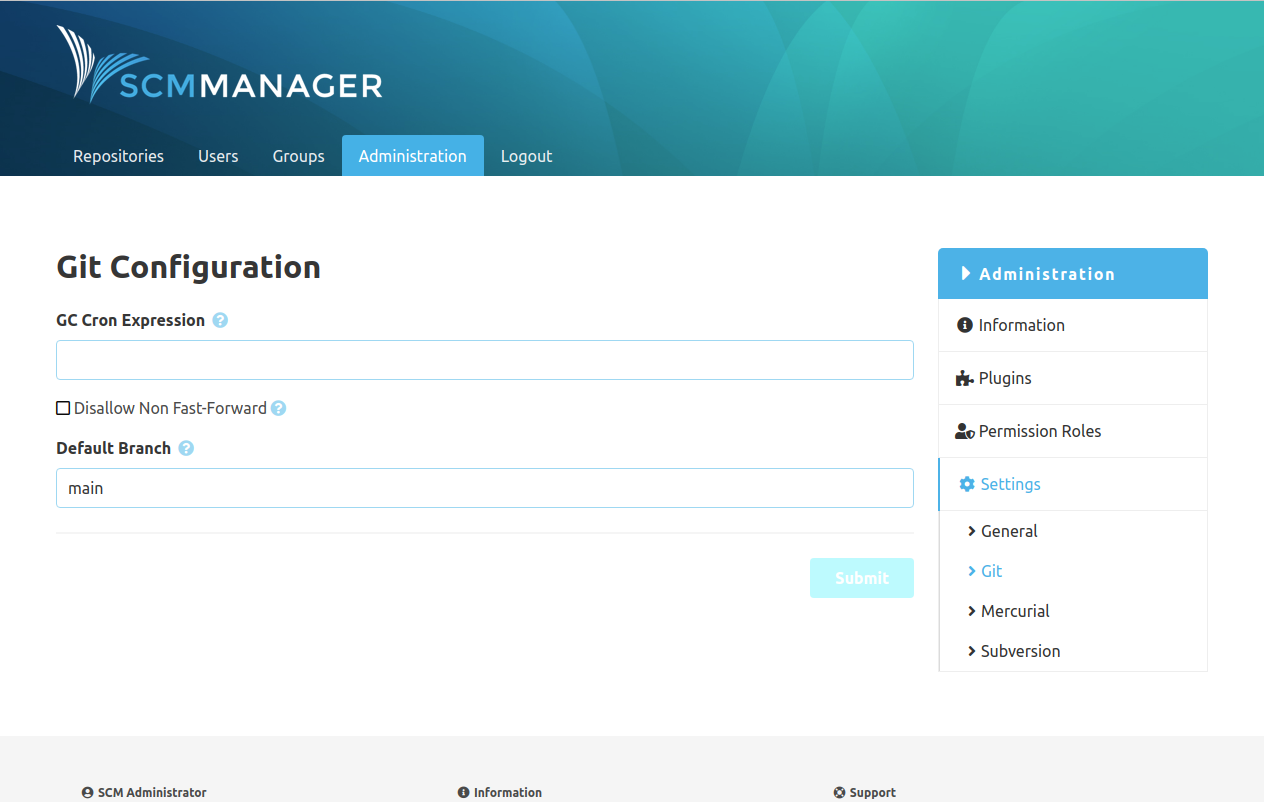 SCMMANAGER
Repositories Users Groups Administration Logout
Git Configuration
GC Cron Expression ?
Disallow Non Fast-Forward ?
Default Branch ?
main
Submit
Administration
Information
Plugins
Permission Roles
Settings
General
Git
Mercurial
Subversion
SCM Administrator Information Support